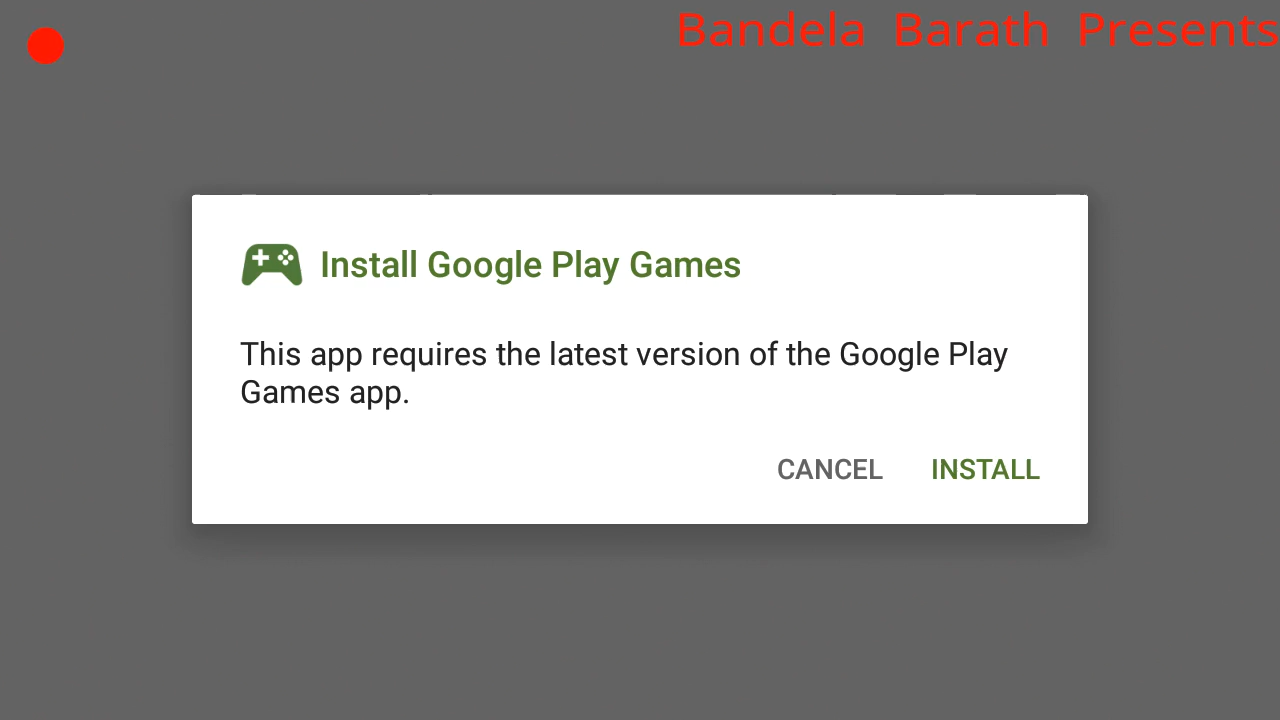 Bandela Barath Presents
Install Google Play Games
This app requires the latest version of the Google Play
Games app.
CANCEL INSTALL